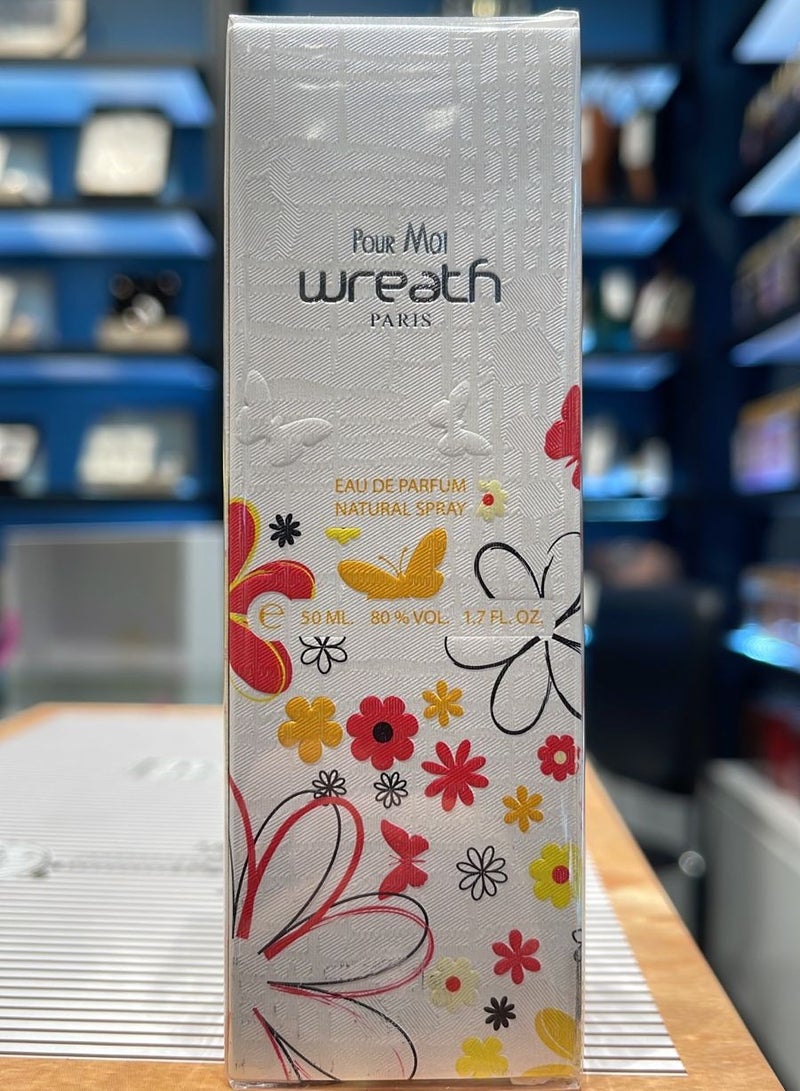 POUR MOI
wreath
PARIS
EAU DE PARFUM
NATURAL SPRAY
e 50 ML. 80 % VOL. 1.7 FL. OZ.